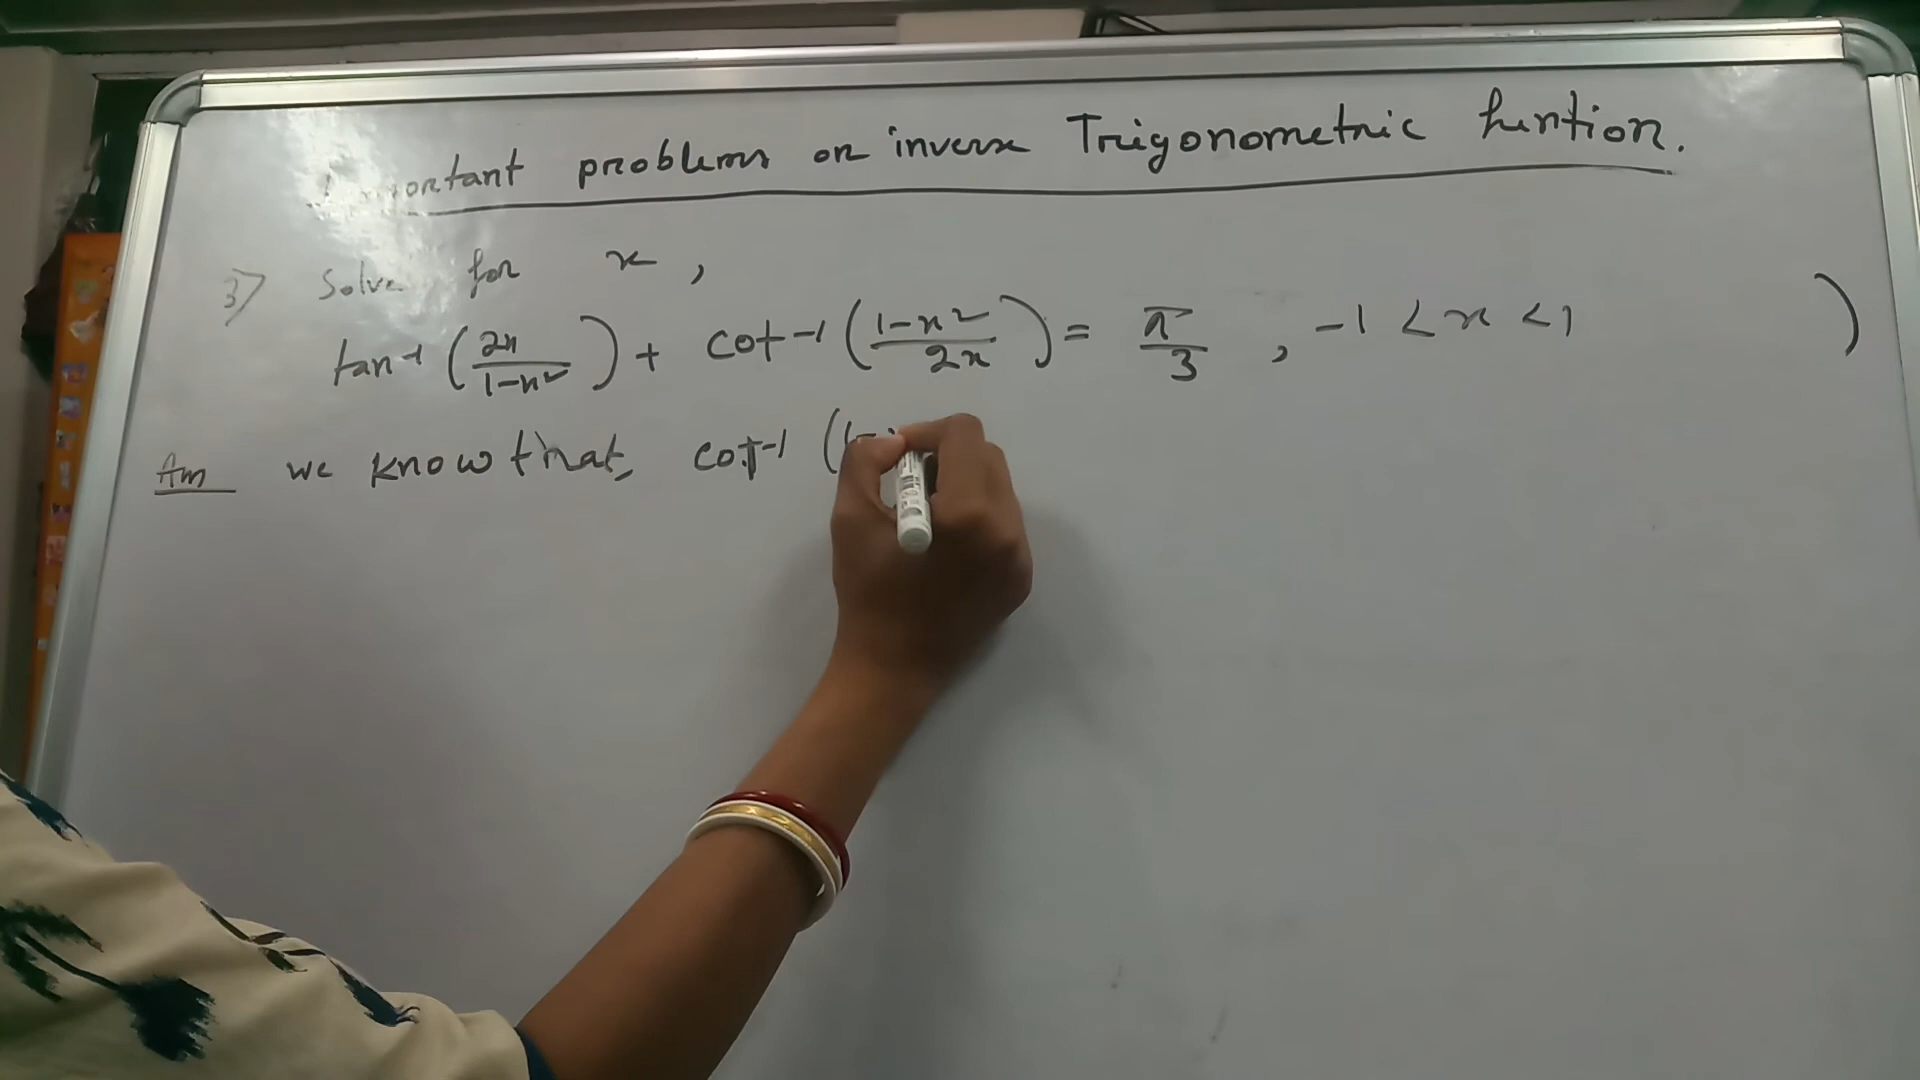 Important problems on inverse Trigonometric funtion.
3) Solve for x,
tan⁻¹ (2x/1-x²) + cot⁻¹ (1-x²/2x) = π/3 , -1 < x < 1 )
Ans we know that, cot⁻¹ (1-